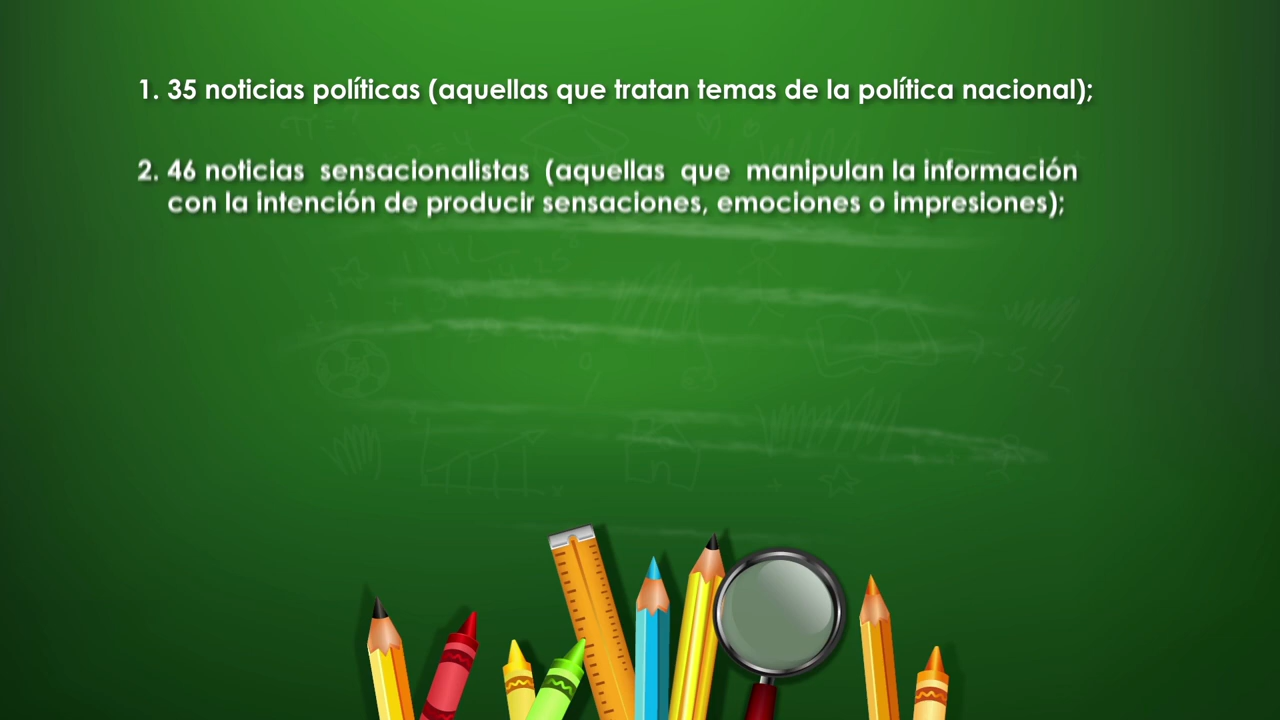 1. 35 noticias políticas (aquellas que tratan temas de la política nacional);
2. 46 noticias sensacionalistas (aquellas que manipulan la información
con la intención de producir sensaciones, emociones o impresiones);